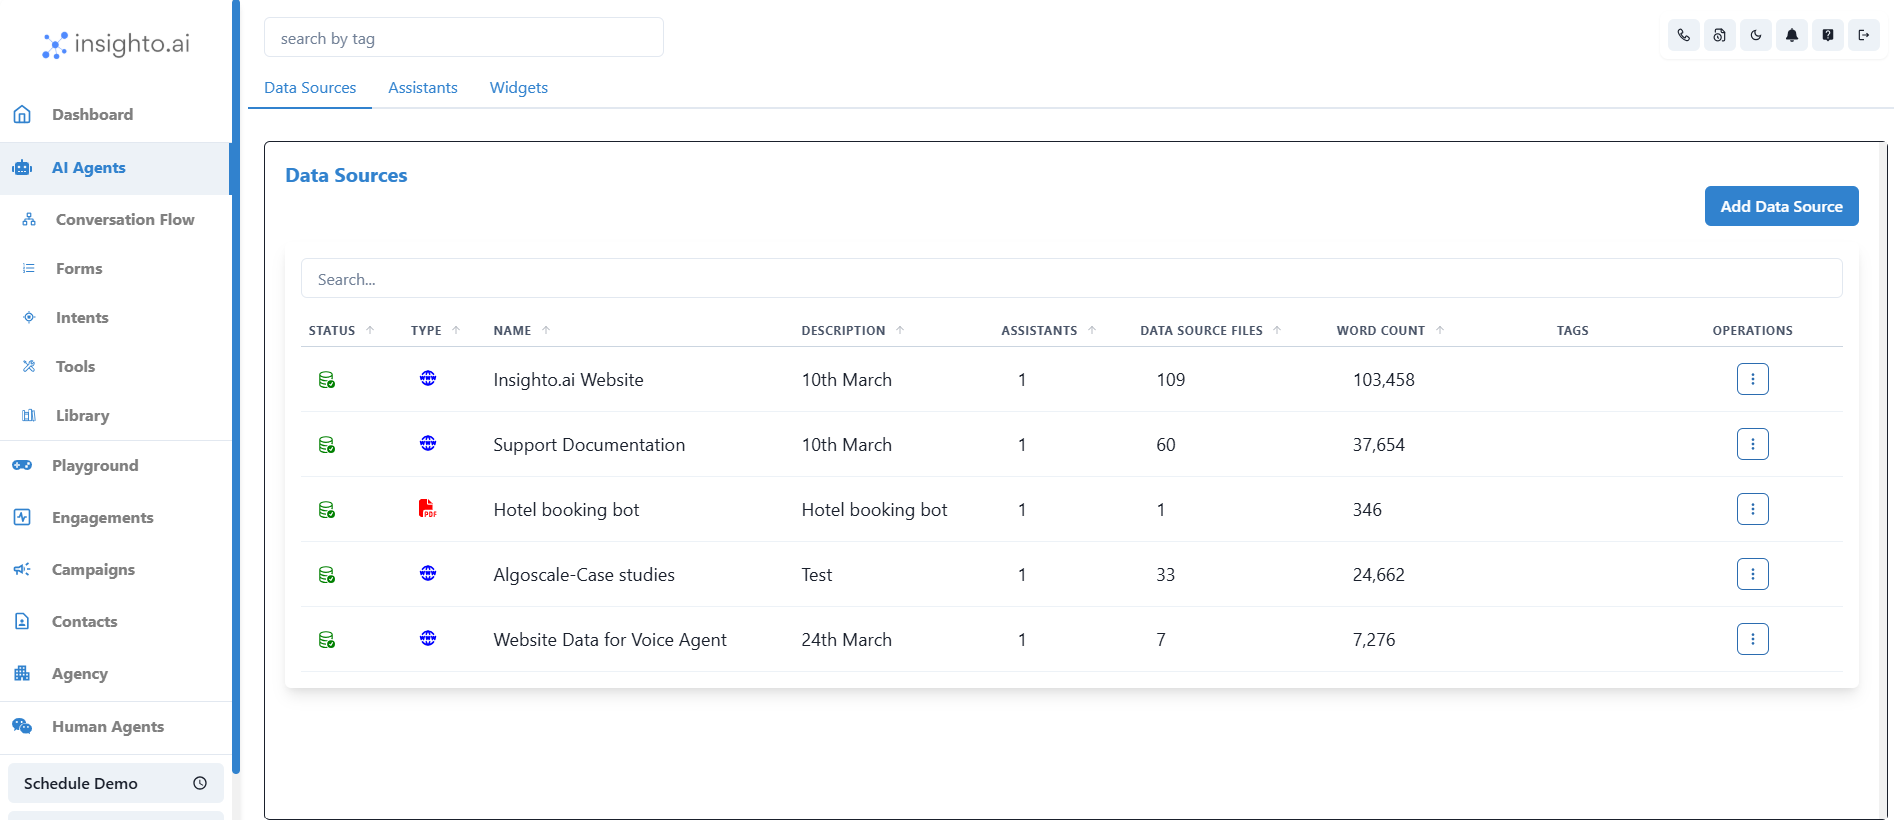 insighto.ai
search by tag
Data Sources Assistants Widgets
Dashboard
AI Agents
Conversation Flow
Forms
Intents
Tools
Library
Playground
Engagements
Campaigns
Contacts
Agency
Human Agents
Schedule Demo
Data Sources
Add Data Source
Search...
STATUS TYPE NAME DESCRIPTION ASSISTANTS DATA SOURCE FILES WORD COUNT TAGS OPERATIONS
Insighto.ai Website 10th March 1 109 103,458
Support Documentation 10th March 1 60 37,654
PDF Hotel booking bot Hotel booking bot 1 1 346
Algoscale-Case studies Test 1 33 24,662
Website Data for Voice Agent 24th March 1 7 7,276